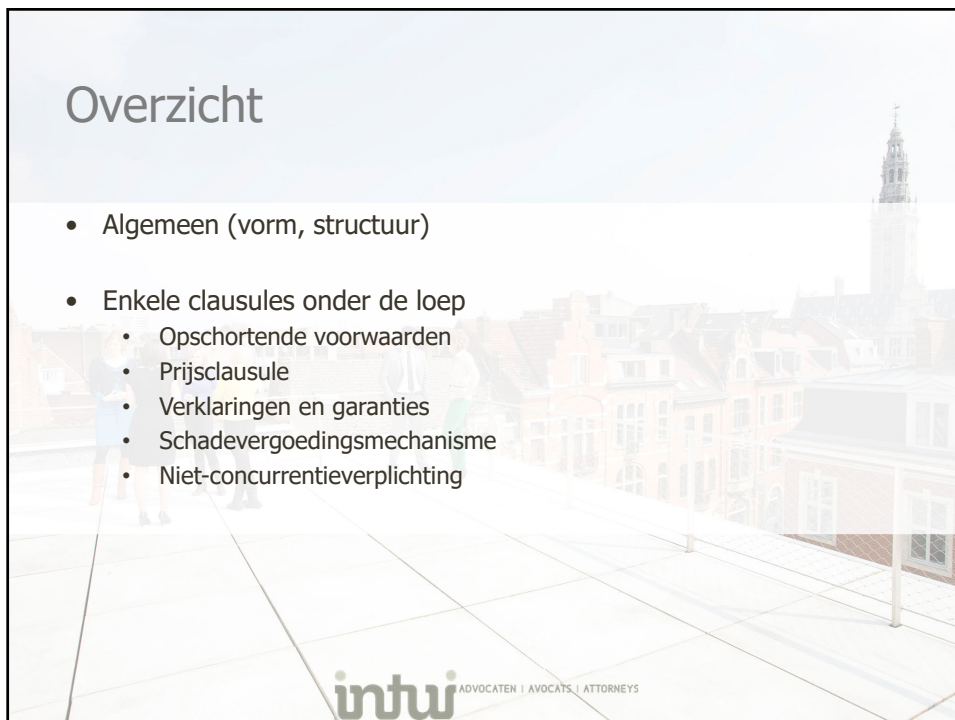 Overzicht
• Algemeen (vorm, structuur)
• Enkele clausules onder de loep
• Opschortende voorwaarden
• Prijsclausule
• Verklaringen en garanties
• Schadevergoedingsmechanisme
• Niet-concurrentieverplichting
intui ADVOCATEN | AVOCATS | ATTORNEYS